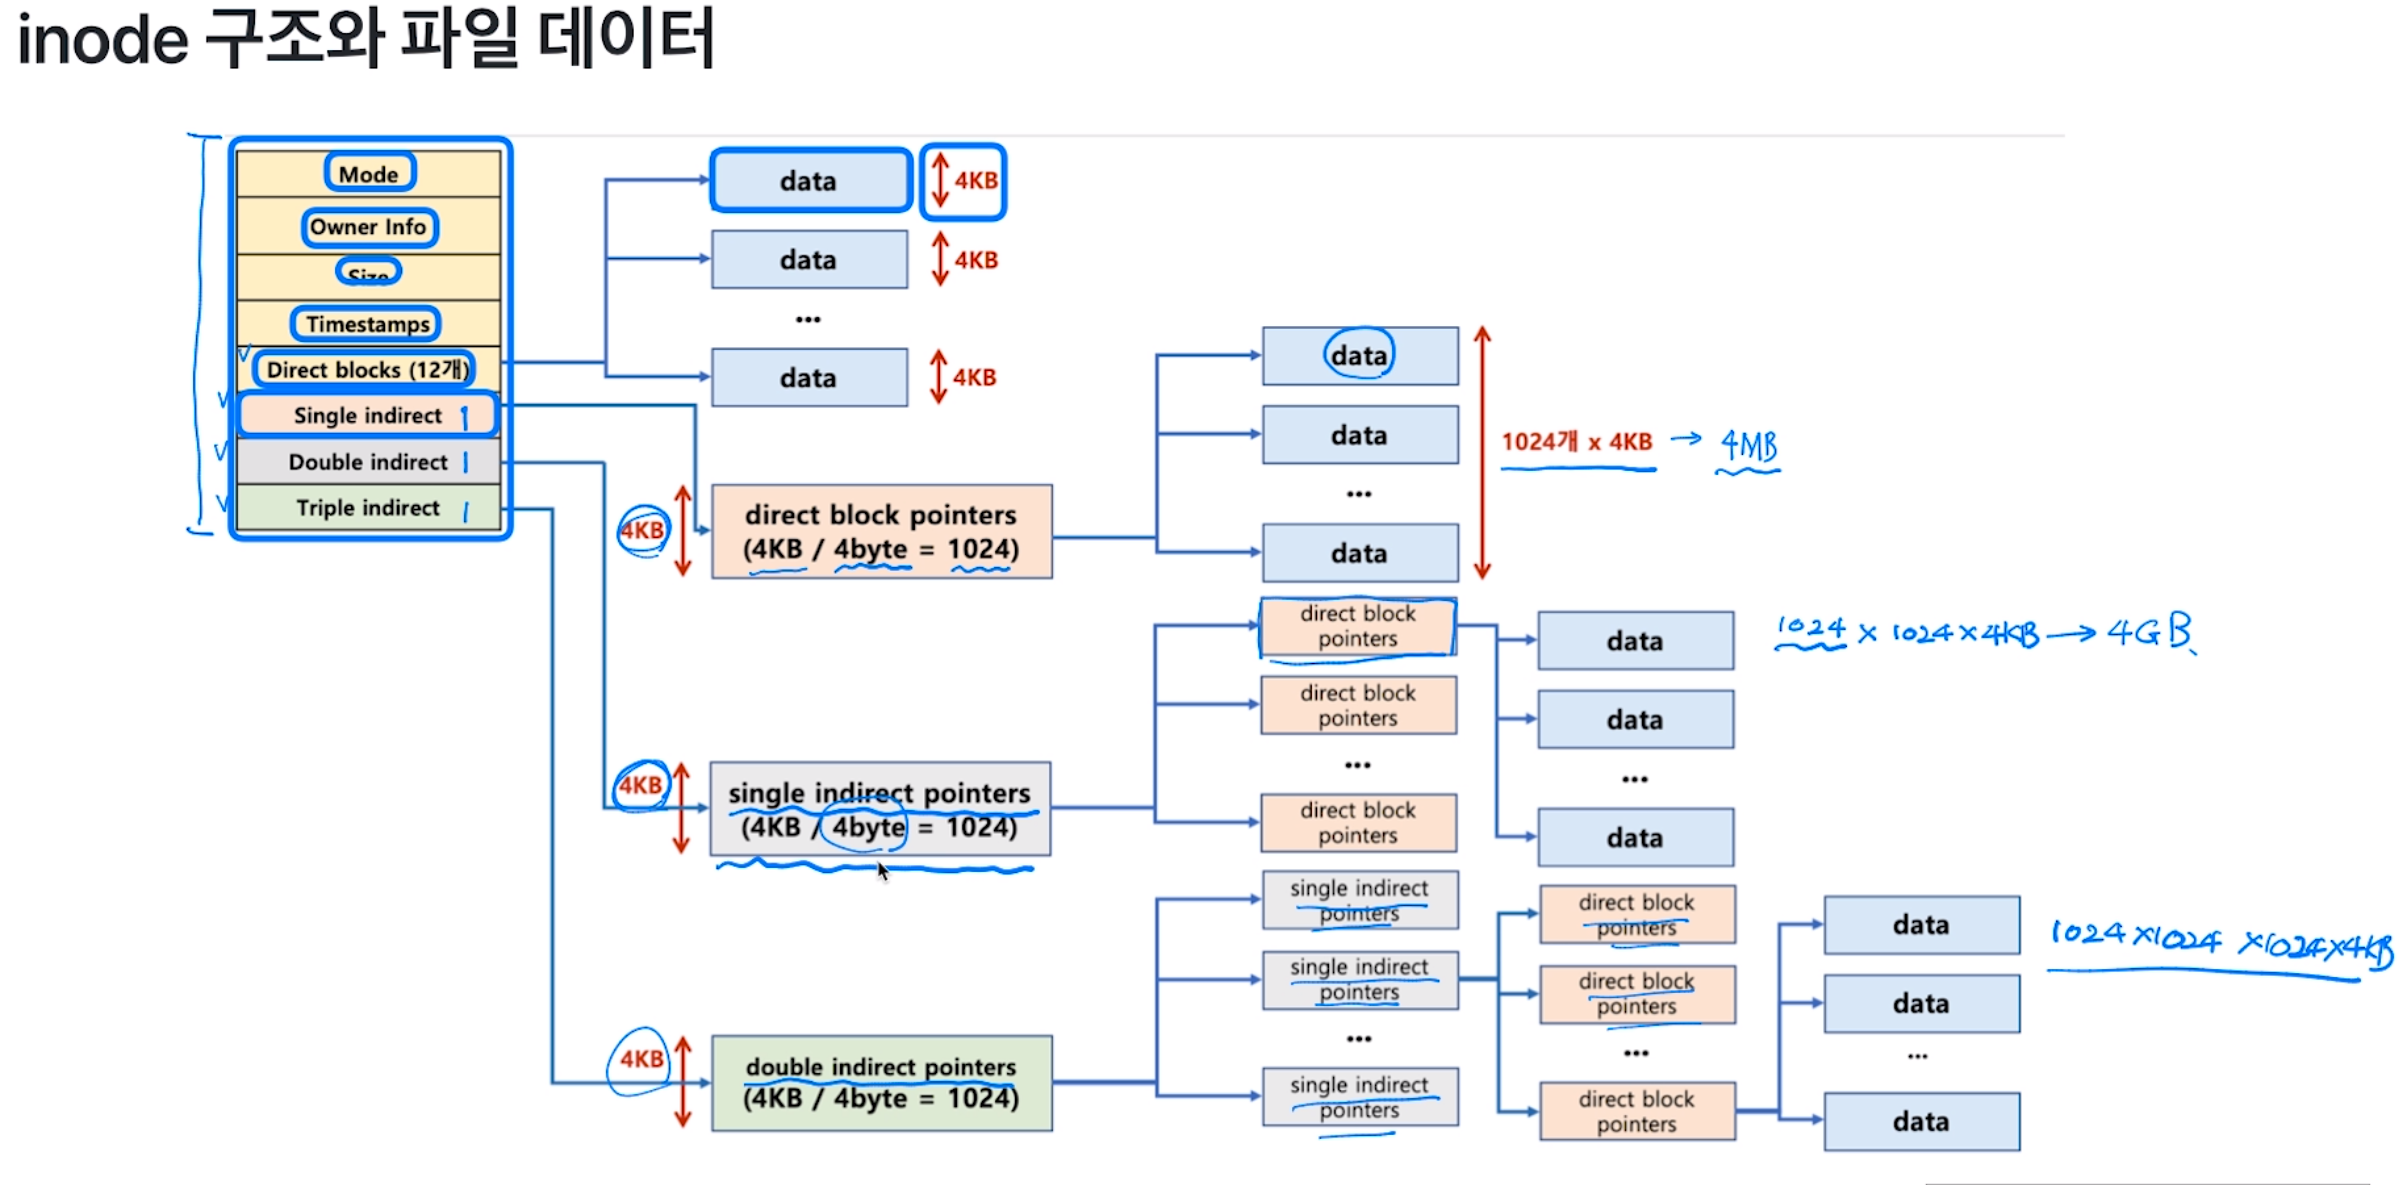 inode 구조와 파일 데이터
Mode
Owner Info
Size
Timestamps
Direct blocks (12개)
Single indirect 1
Double indirect 1
Triple indirect 1
data
4KB
data
4KB
...
data
4KB
4KB
direct block pointers
(4KB / 4byte = 1024)
data
data
...
data
1024개 x 4KB → 4MB
4KB
single indirect pointers
(4KB / 4byte = 1024)
direct block
pointers
direct block
pointers
...
direct block
pointers
data
data
...
data
1024 x 1024 x 4KB → 4GB
4KB
double indirect pointers
(4KB / 4byte = 1024)
single indirect
pointers
single indirect
pointers
...
single indirect
pointers
direct block
pointers
direct block
pointers
...
direct block
pointers
data
data
...
data
1024 x 1024 x 1024 x 4KB